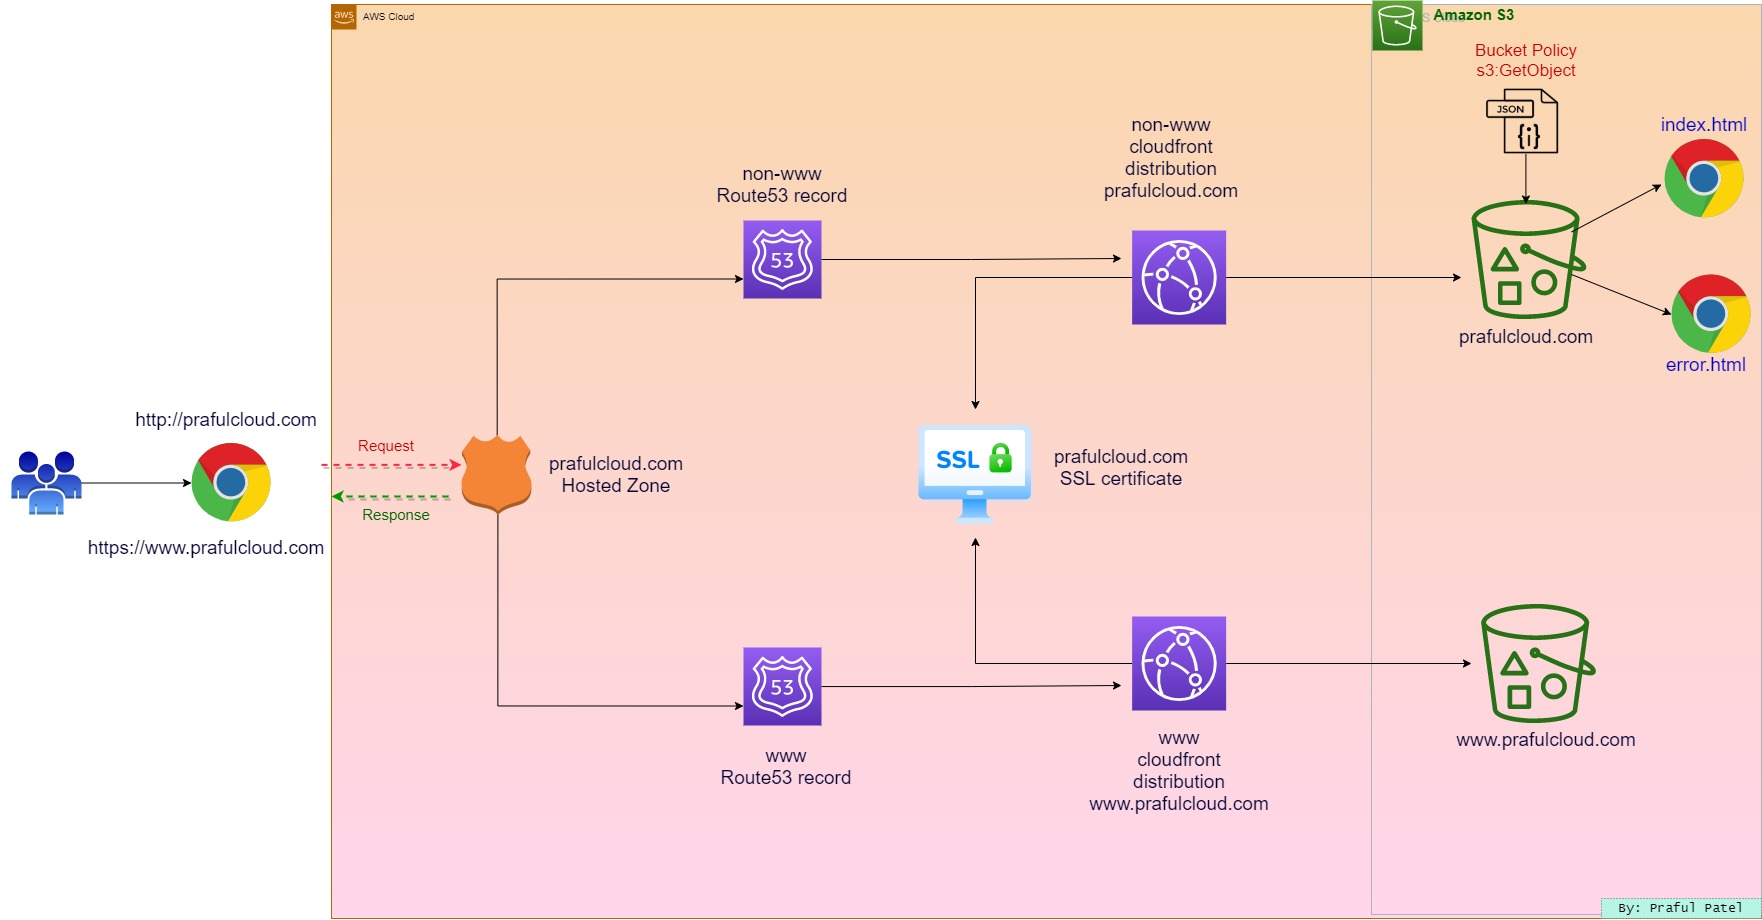 aws
AWS Cloud
Amazon S3
Bucket Policy
s3:GetObject
JSON
{i}
index.html
non-www
cloudfront
distribution
prafulcloud.com
non-www
Route53 record
53
prafulcloud.com
error.html
http://prafulcloud.com
Request
prafulcloud.com
Hosted Zone
SSL
prafulcloud.com
SSL certificate
Response
https://www.prafulcloud.com
53
www
Route53 record
www
cloudfront
distribution
www.prafulcloud.com
www.prafulcloud.com
By: Praful Patel